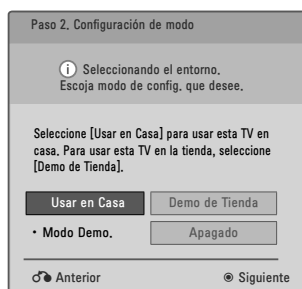 Paso 2. Configuración de modo
Seleccionando el entorno.
Escoja modo de config. que desee.
Seleccione [Usar en Casa] para usar esta TV en
casa. Para usar esta TV en la tienda, seleccione
[Demo de Tienda].
Usar en Casa Demo de Tienda
• Modo Demo. Apagado
Anterior Siguiente